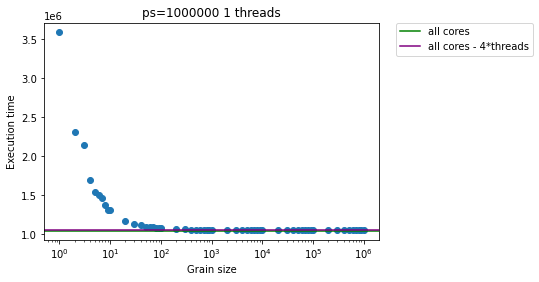 ps=1000000 1 threads
1e6
3.5
3.0
2.5
2.0
1.5
1.0
Execution time
10^0 10^1 10^2 10^3 10^4 10^5 10^6
Grain size
all cores
all cores - 4*threads